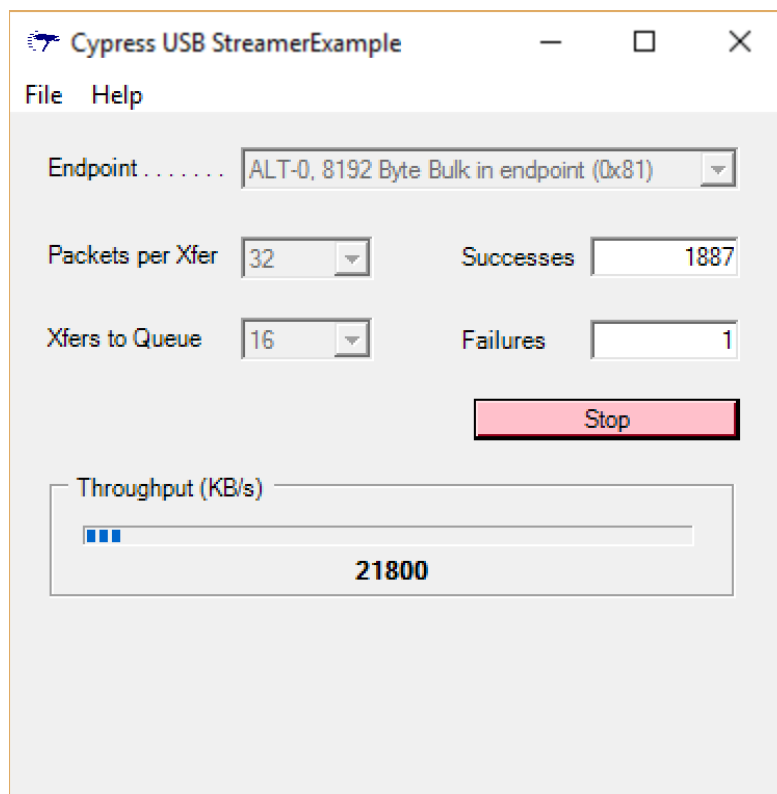 Cypress USB StreamerExample
File Help
Endpoint . . . . . . . ALT-0, 8192 Byte Bulk in endpoint (0x81)
Packets per Xfer 32 Successes 1887
Xfers to Queue 16 Failures 1
Stop
Throughput (KB/s)
21800